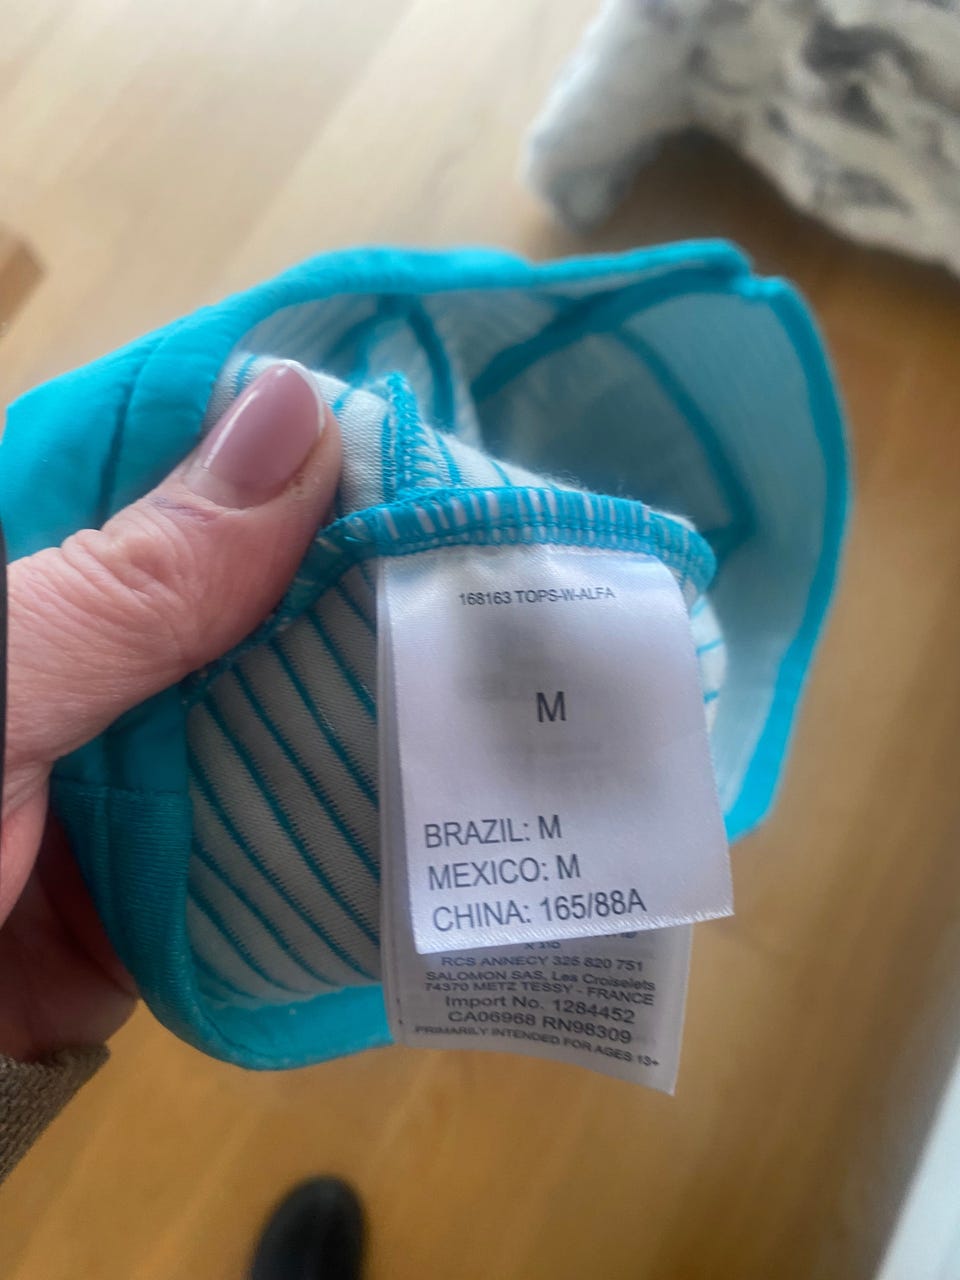 168163 TOPS-W-ALFA
M
BRAZIL: M
MEXICO: M
CHINA: 165/88A
RCS ANNECY 325 820 751
SALOMON SAS, Les Croiselets
74370 METZ TESSY - FRANCE
Import No. 1284452
CA06968 RN98309
PRIMARILY INTENDED FOR AGES 13+